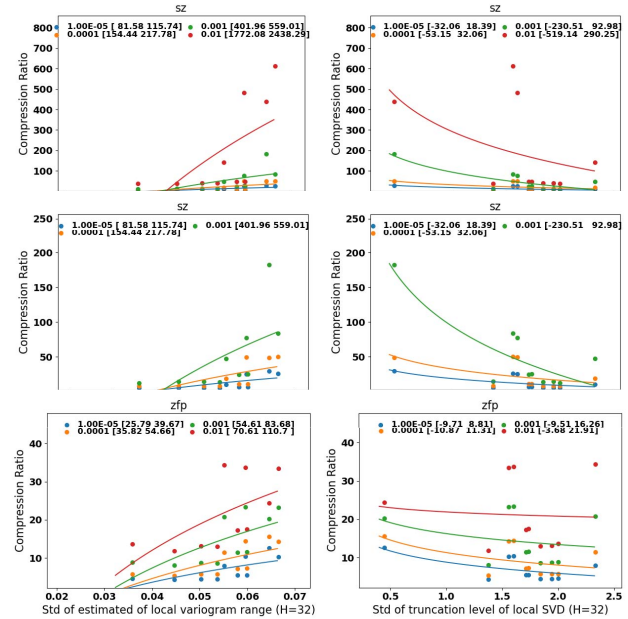 sz
sz
1.00E-05 [ 81.58 115.74]
0.001 [401.96 559.01]
0.0001 [154.44 217.78]
0.01 [1772.08 2438.29]
1.00E-05 [-32.06 18.39]
0.001 [-230.51 92.98]
0.0001 [-53.15 32.06]
0.01 [-519.14 290.25]
Compression Ratio
800
700
600
500
400
300
200
100
Compression Ratio
800
700
600
500
400
300
200
100
sz
sz
1.00E-05 [81.58 115.74]
0.001 [401.96 559.01]
0.0001 [154.44 217.78]
1.00E-05 [-32.06 18.39]
0.001 [-230.51 92.98]
0.0001 [-53.15 32.06]
Compression Ratio
250
200
150
100
50
Compression Ratio
250
200
150
100
50
zfp
zfp
1.00E-05 [25.79 39.67]
0.001 [54.61 83.68]
0.0001 [35.82 54.66]
0.01 [ 70.61 110.7 ]
1.00E-05 [-9.71 8.81]
0.001 [-9.51 16.26]
0.0001 [-10.87 11.31]
0.01 [-3.68 21.91]
Compression Ratio
40
30
20
10
Compression Ratio
40
30
20
10
0.02 0.03 0.04 0.05 0.06 0.07
0.5 1.0 1.5 2.0 2.5
Std of estimated of local variogram range (H=32)
Std of truncation level of local SVD (H=32)